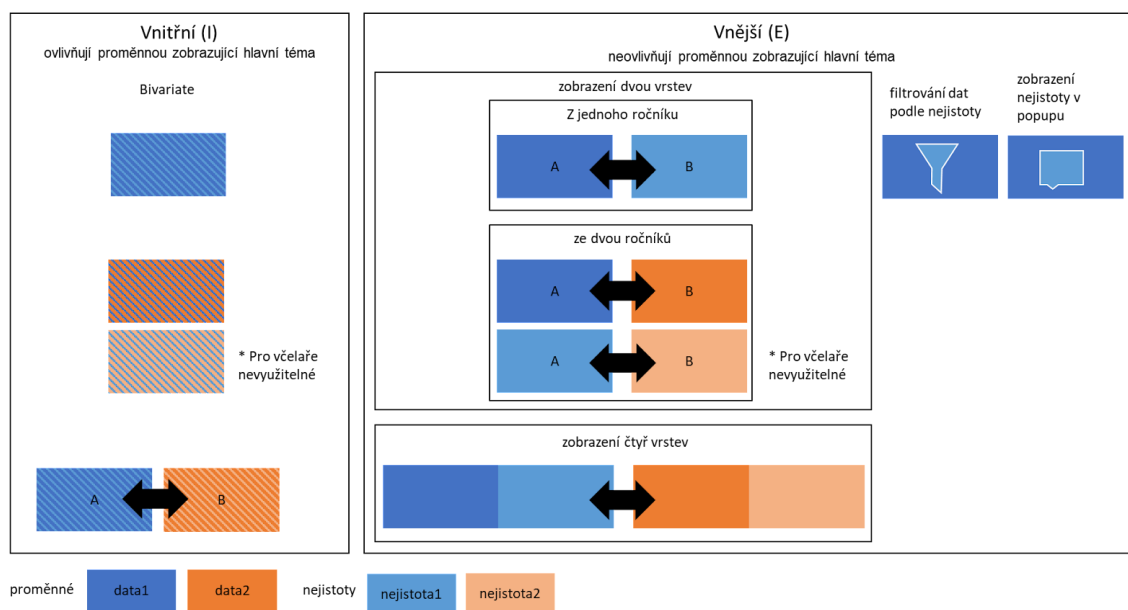 Vnitřní (I)
ovlivňují proměnnou zobrazující hlavní téma
Bivariate
* Pro včelaře
nevyužitelné
A
B
Vnější (E)
neovlivňují proměnnou zobrazující hlavní téma
zobrazení dvou vrstev
Z jednoho ročníku
A
B
ze dvou ročníků
A
B
A
B
* Pro včelaře
nevyužitelné
zobrazení čtyř vrstev
filtrování dat
podle nejistoty
zobrazení
nejistoty v
popupu
proměnné
data1
data2
nejistoty
nejistota1
nejistota2